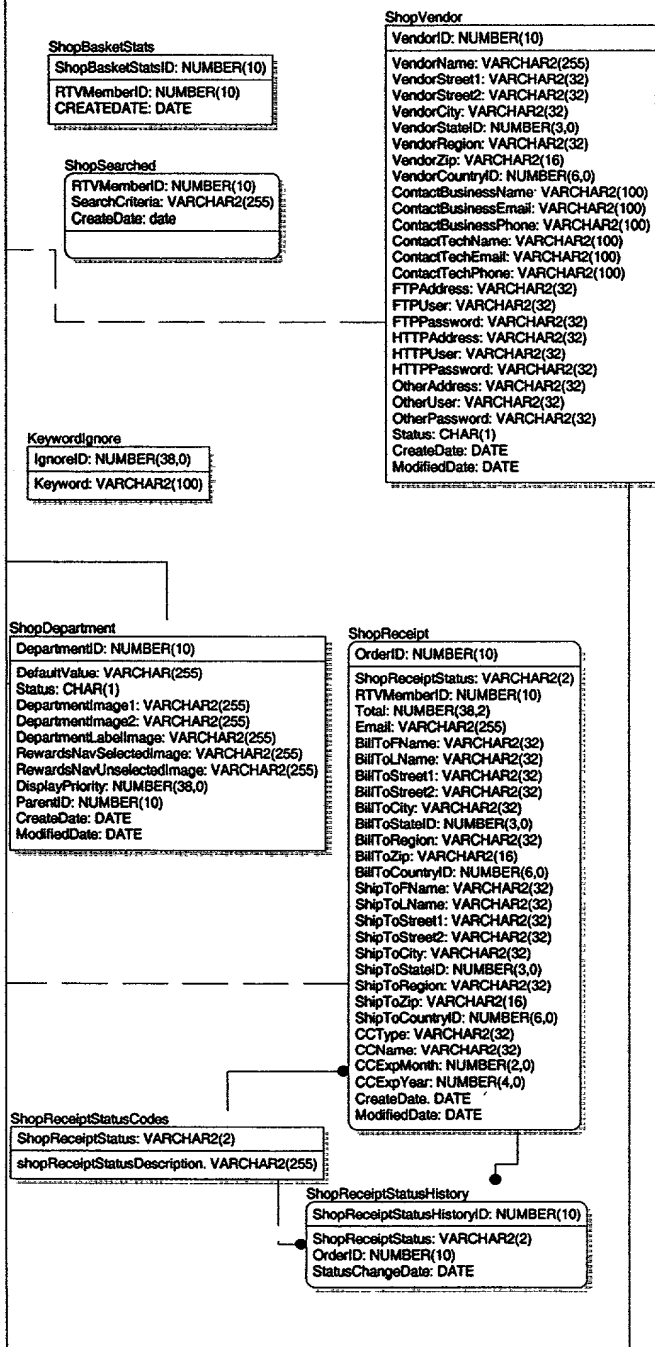 ShopBasketStats
ShopBasketStatsID: NUMBER(10)
RTVMemberID: NUMBER(10)
CREATEDATE: DATE
ShopSearched
RTVMemberID: NUMBER(10)
SearchCriteria: VARCHAR2(255)
CreateDate: date
ShopVendor
VendorID: NUMBER(10)
VendorName: VARCHAR2(255)
VendorStreet1: VARCHAR2(32)
VendorStreet2: VARCHAR2(32)
VendorCity: VARCHAR2(32)
VendorStateID: NUMBER(3,0)
VendorRegion: VARCHAR2(32)
VendorZip: VARCHAR2(16)
VendorCountryID: NUMBER(6,0)
ContactBusinessName: VARCHAR2(100)
ContactBusinessEmail: VARCHAR2(100)
ContactBusinessPhone: VARCHAR2(100)
ContactTechName: VARCHAR2(100)
ContactTechEmail: VARCHAR2(100)
ContactTechPhone: VARCHAR2(100)
FTPAddress: VARCHAR2(32)
FTPUser: VARCHAR2(32)
FTPPassword: VARCHAR2(32)
HTTPAddress: VARCHAR2(32)
HTTPUser: VARCHAR2(32)
HTTPPassword: VARCHAR2(32)
OtherAddress: VARCHAR2(32)
OtherUser: VARCHAR2(32)
OtherPassword: VARCHAR2(32)
Status: CHAR(1)
CreateDate: DATE
ModifiedDate: DATE
KeywordIgnore
IgnoreID: NUMBER(38,0)
Keyword: VARCHAR2(100)
ShopDepartment
DepartmentID: NUMBER(10)
DefaultValue: VARCHAR(255)
Status: CHAR(1)
DepartmentImage1: VARCHAR2(255)
DepartmentImage2: VARCHAR2(255)
DepartmentLabelImage: VARCHAR2(255)
RewardsNavSelectedImage: VARCHAR2(255)
RewardsNavUnselectedImage: VARCHAR2(255)
DisplayPriority: NUMBER(38,0)
ParentID: NUMBER(10)
CreateDate: DATE
ModifiedDate: DATE
ShopReceipt
OrderID: NUMBER(10)
ShopReceiptStatus: VARCHAR2(2)
RTVMemberID: NUMBER(10)
Total: NUMBER(38,2)
Email: VARCHAR2(255)
BillToFName: VARCHAR2(32)
BillToLName: VARCHAR2(32)
BillToStreet1: VARCHAR2(32)
BillToStreet2: VARCHAR2(32)
BillToCity: VARCHAR2(32)
BillToStateID: NUMBER(3,0)
BillToRegion: VARCHAR2(32)
BillToZip: VARCHAR2(16)
BillToCountryID: NUMBER(6,0)
ShipToFName: VARCHAR2(32)
ShipToLName: VARCHAR2(32)
ShipToStreet1: VARCHAR2(32)
ShipToStreet2: VARCHAR2(32)
ShipToCity: VARCHAR2(32)
ShipToStateID: NUMBER(3,0)
ShipToRegion: VARCHAR2(32)
ShipToZip: VARCHAR2(16)
ShipToCountryID: NUMBER(6,0)
CCType: VARCHAR2(32)
CCName: VARCHAR2(32)
CCExpMonth: NUMBER(2,0)
CCExpYear: NUMBER(4,0)
CreateDate. DATE
ModifiedDate: DATE
ShopReceiptStatusCodes
ShopReceiptStatus: VARCHAR2(2)
shopReceiptStatusDescription. VARCHAR2(255)
ShopReceiptStatusHistory
ShopReceiptStatusHistoryID: NUMBER(10)
ShopReceiptStatus: VARCHAR2(2)
OrderID: NUMBER(10)
StatusChangeDate: DATE